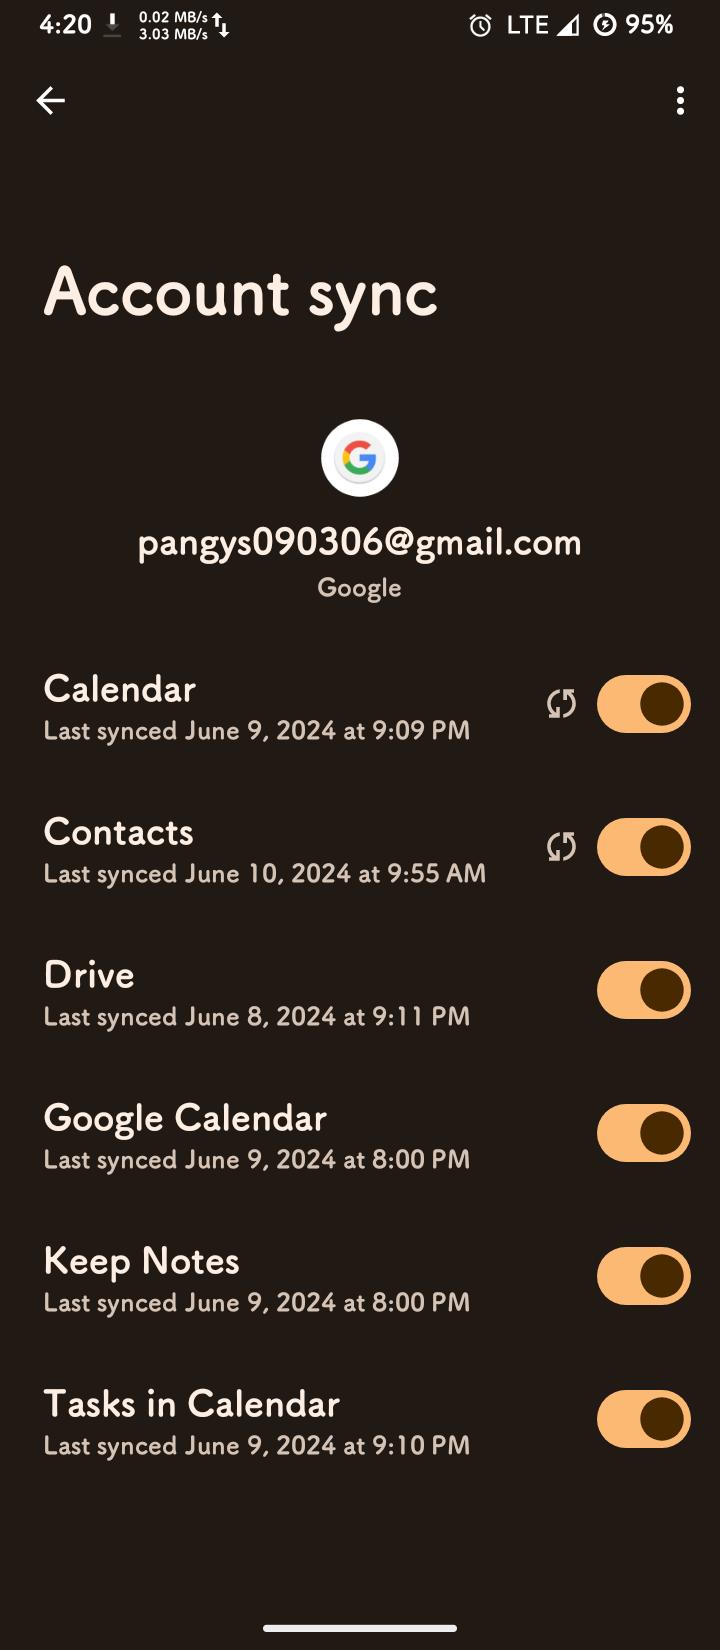 4:20 0.02 MB/s LTE 95%
3.03 MB/s
Account sync
G
pangys090306@gmail.com
Google
Calendar
Last synced June 9, 2024 at 9:09 PM
Contacts
Last synced June 10, 2024 at 9:55 AM
Drive
Last synced June 8, 2024 at 9:11 PM
Google Calendar
Last synced June 9, 2024 at 8:00 PM
Keep Notes
Last synced June 9, 2024 at 8:00 PM
Tasks in Calendar
Last synced June 9, 2024 at 9:10 PM